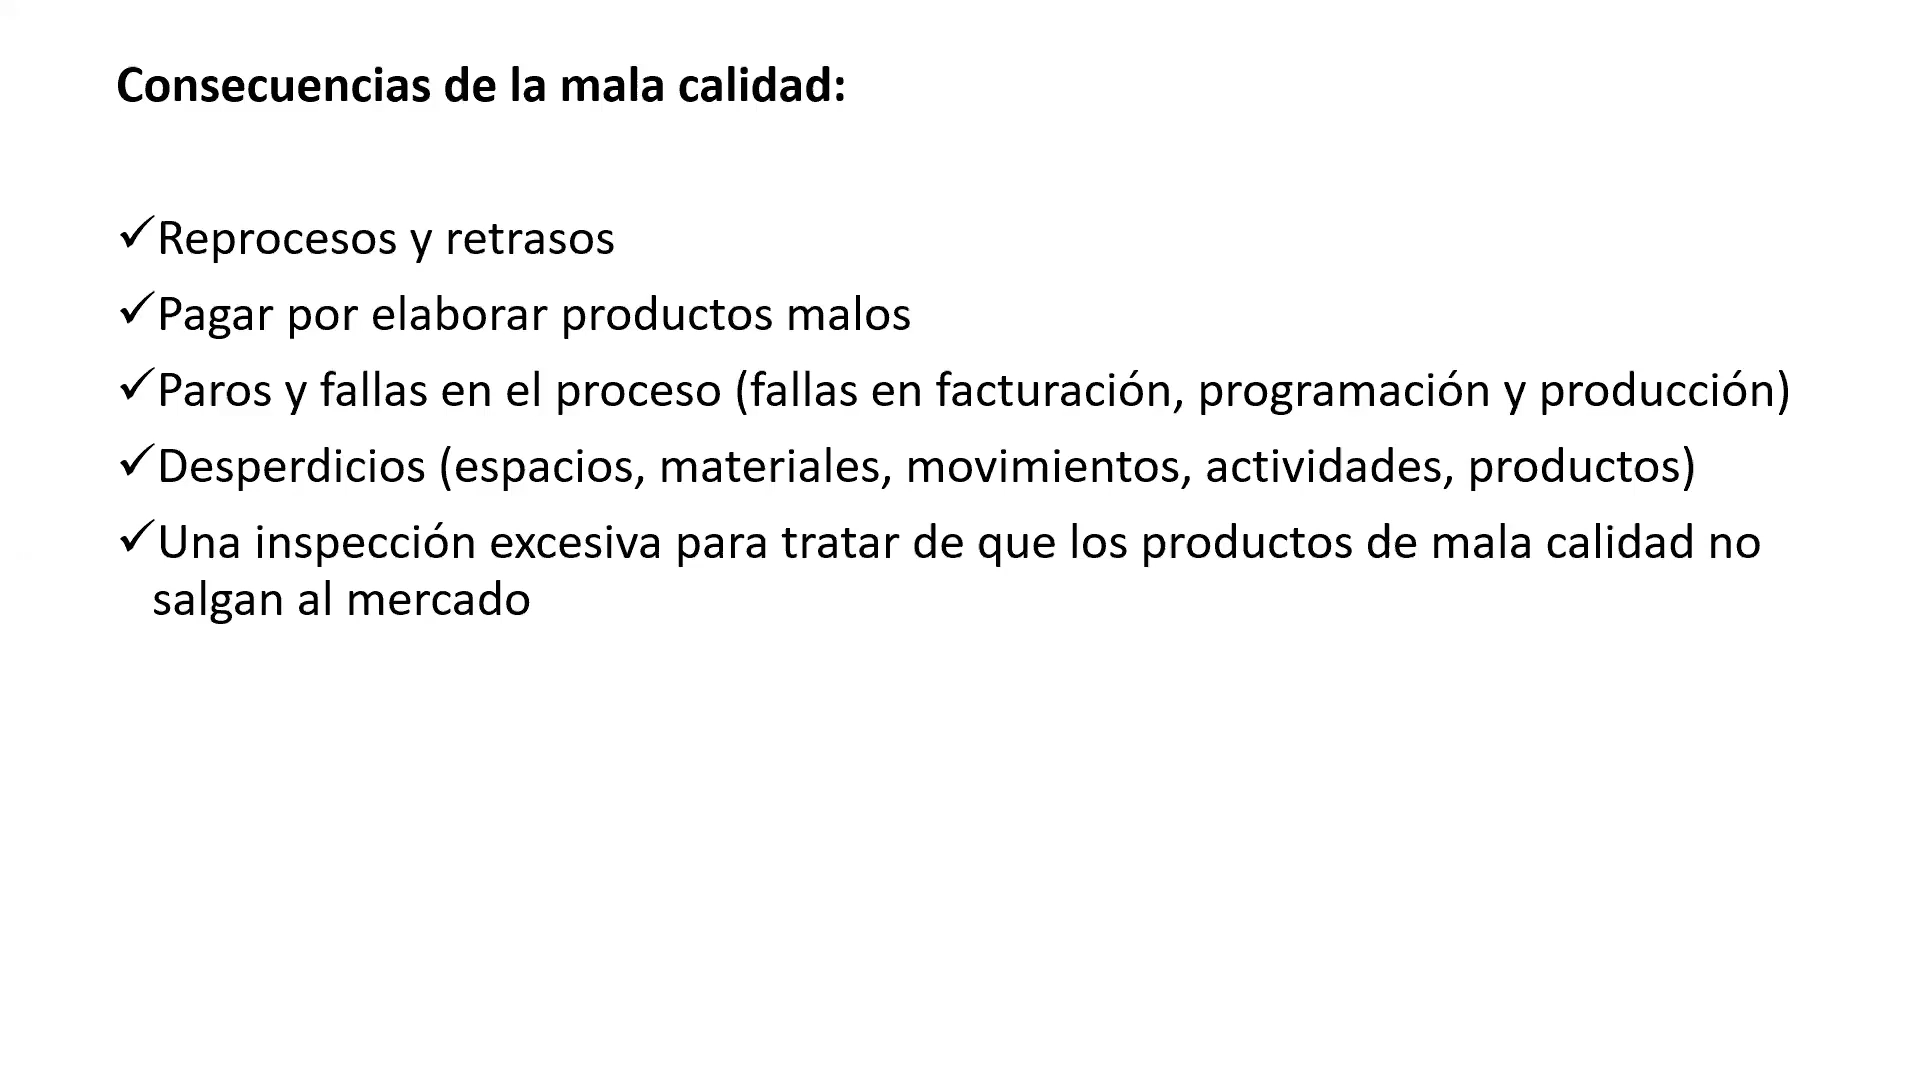 Consecuencias de la mala calidad:
✓Reprocesos y retrasos
✓Pagar por elaborar productos malos
✓Paros y fallas en el proceso (fallas en facturación, programación y producción)
✓Desperdicios (espacios, materiales, movimientos, actividades, productos)
✓Una inspección excesiva para tratar de que los productos de mala calidad no
salgan al mercado